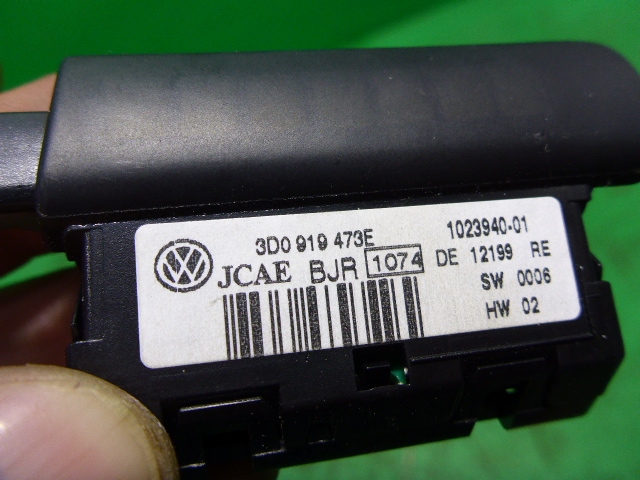 3D0 919 473E
JCAE BJR 1074
1023940-01
DE 12199 RE
SW 0006
HW 02